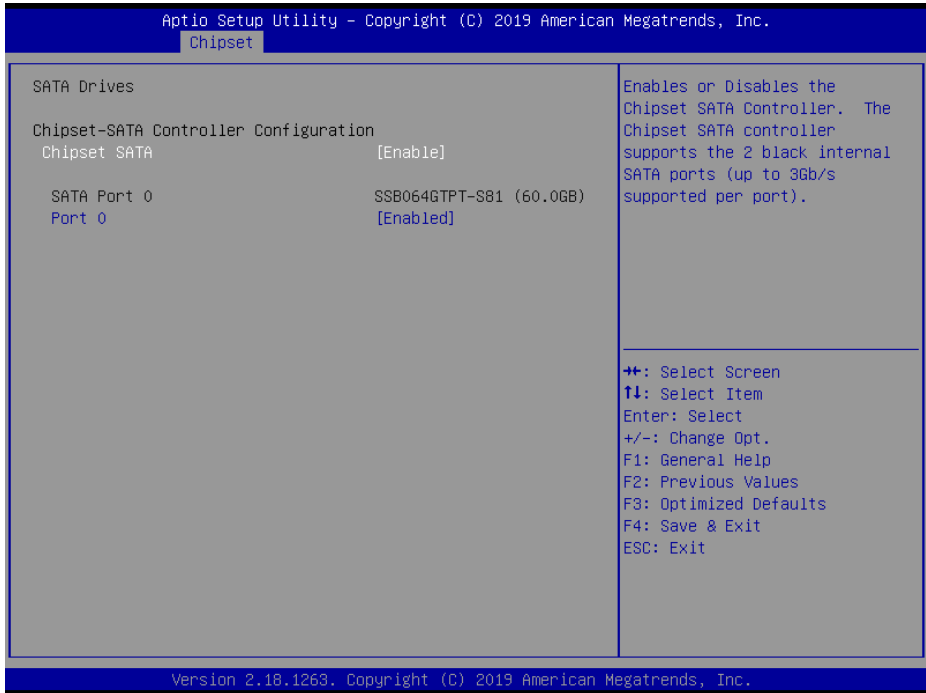 Aptio Setup Utility – Copyright (C) 2019 American Megatrends, Inc.
Chipset
SATA Drives
Chipset-SATA Controller Configuration
Chipset SATA [Enable]
SATA Port 0 SSB064GTPT-S81 (60.0GB)
Port 0 [Enabled]
Enables or Disables the
Chipset SATA Controller. The
Chipset SATA controller
supports the 2 black internal
SATA ports (up to 3Gb/s
supported per port).
→←: Select Screen
↑↓: Select Item
Enter: Select
+/-: Change Opt.
F1: General Help
F2: Previous Values
F3: Optimized Defaults
F4: Save & Exit
ESC: Exit
Version 2.18.1263. Copyright (C) 2019 American Megatrends, Inc.